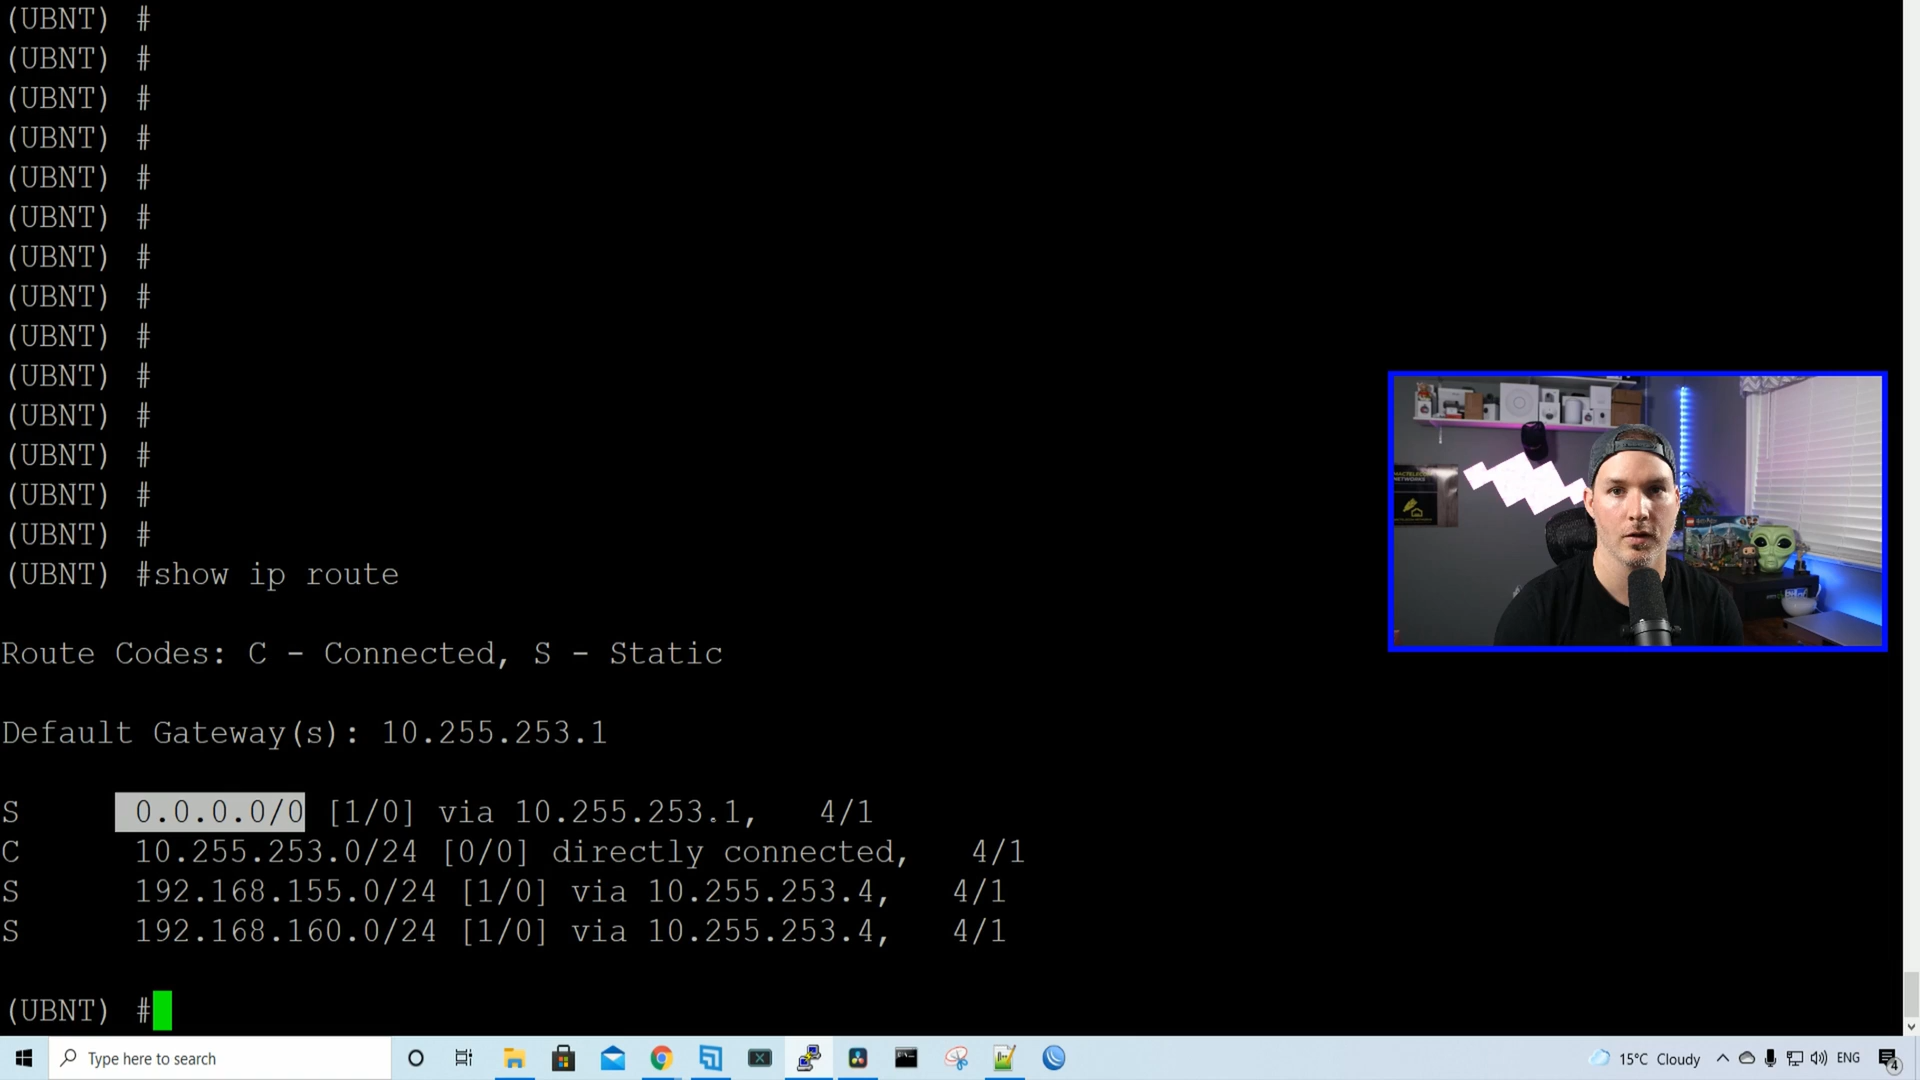 (UBNT) #
(UBNT) #
(UBNT) #
(UBNT) #
(UBNT) #
(UBNT) #
(UBNT) #
(UBNT) #
(UBNT) #
(UBNT) #
(UBNT) #
(UBNT) #
(UBNT) #
(UBNT) #
(UBNT) #show ip route
Route Codes: C - Connected, S - Static
Default Gateway(s): 10.255.253.1
S 0.0.0.0/0 [1/0] via 10.255.253.1, 4/1
C 10.255.253.0/24 [0/0] directly connected, 4/1
S 192.168.155.0/24 [1/0] via 10.255.253.4, 4/1
S 192.168.160.0/24 [1/0] via 10.255.253.4, 4/1
(UBNT) #
MACTELECOM
NETWORKS
Type here to search
15°C Cloudy
ENG
4